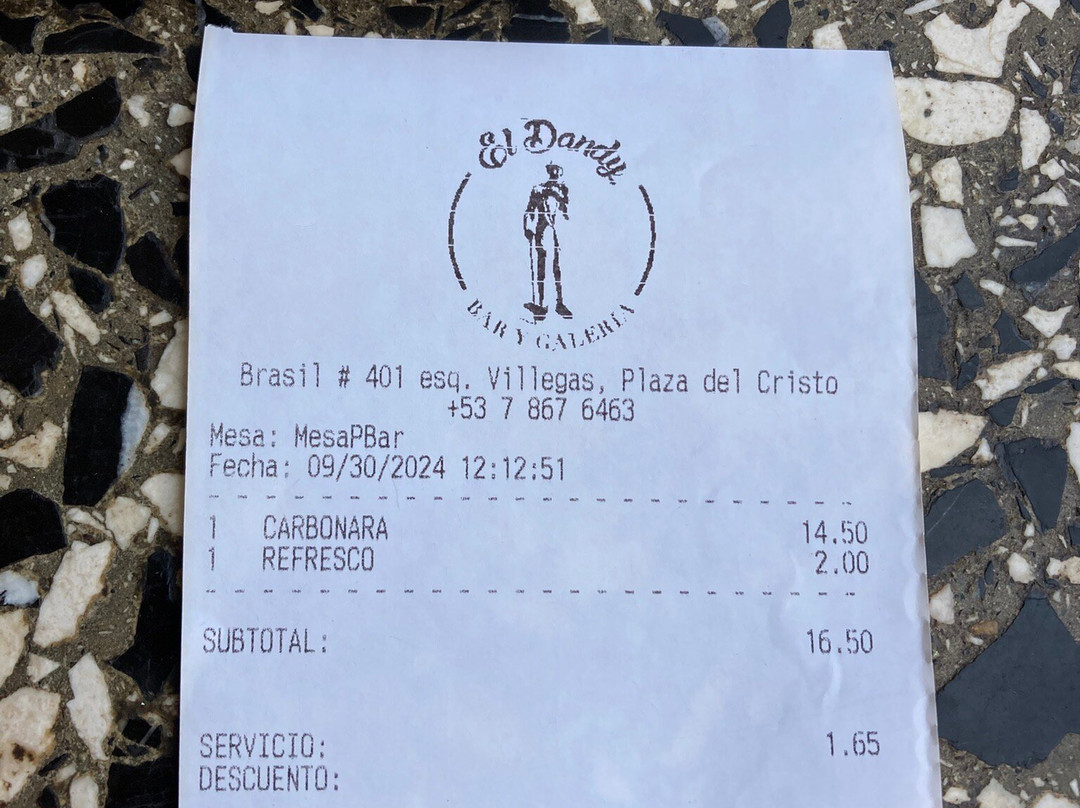 El Dandy
BAR Y GALERIA
Brasil # 401 esq. Villegas, Plaza del Cristo
+53 7 867 6463
Mesa: MesaPBar
Fecha: 09/30/2024 12:12:51
1 CARBONARA 14.50
1 REFRESCO 2.00
SUBTOTAL: 16.50
SERVICIO: 1.65
DESCUENTO: